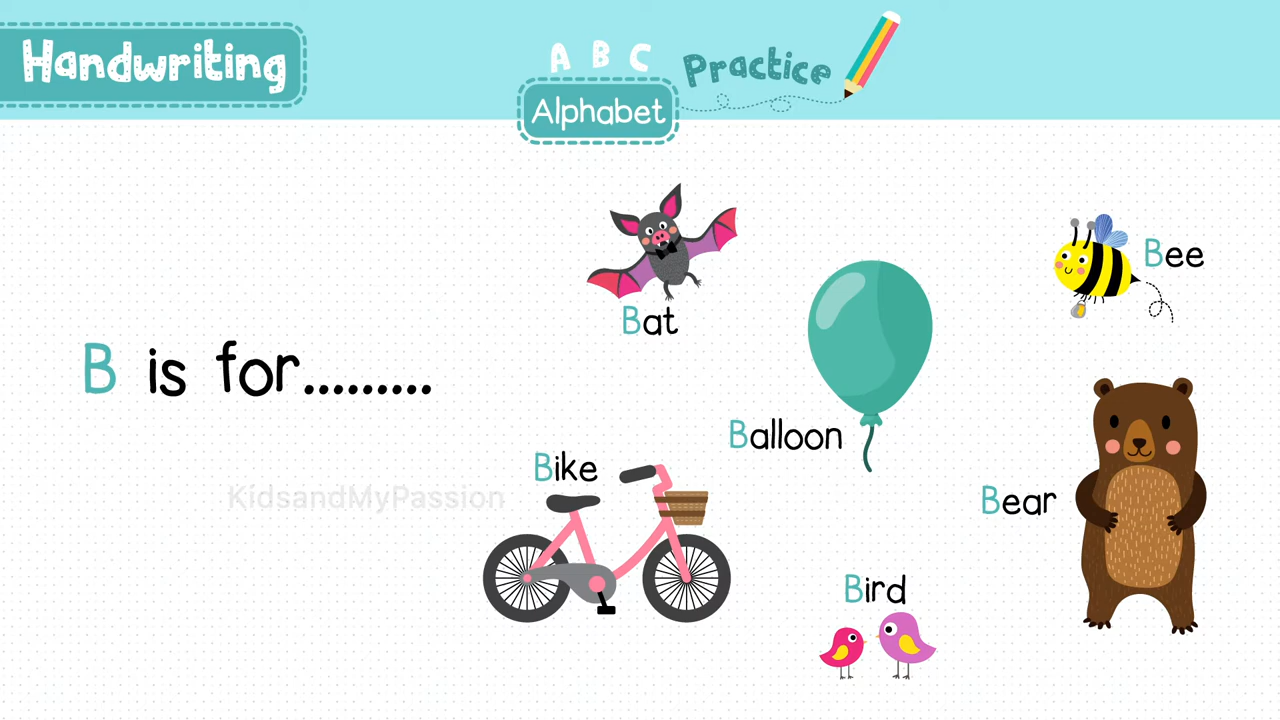 Handwriting
A B C
Practice
Alphabet
Bat
Bee
B is for.........
Balloon
Bike
KidsandMyPassion
Bear
Bird